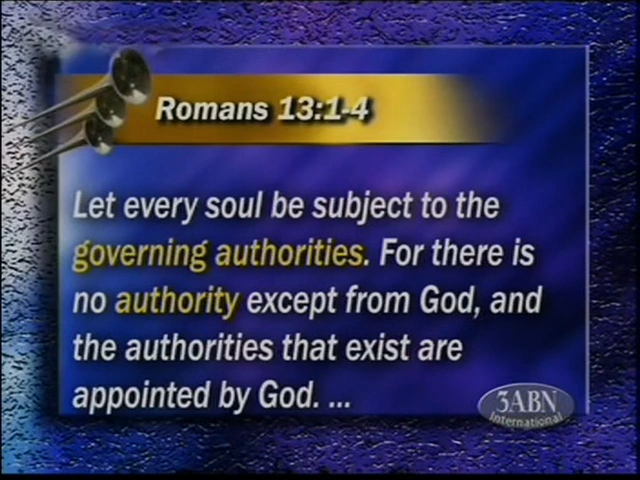 Romans 13:1-4
Let every soul be subject to the
governing authorities. For there is
no authority except from God, and
the authorities that exist are
appointed by God. ...
3ABN
International